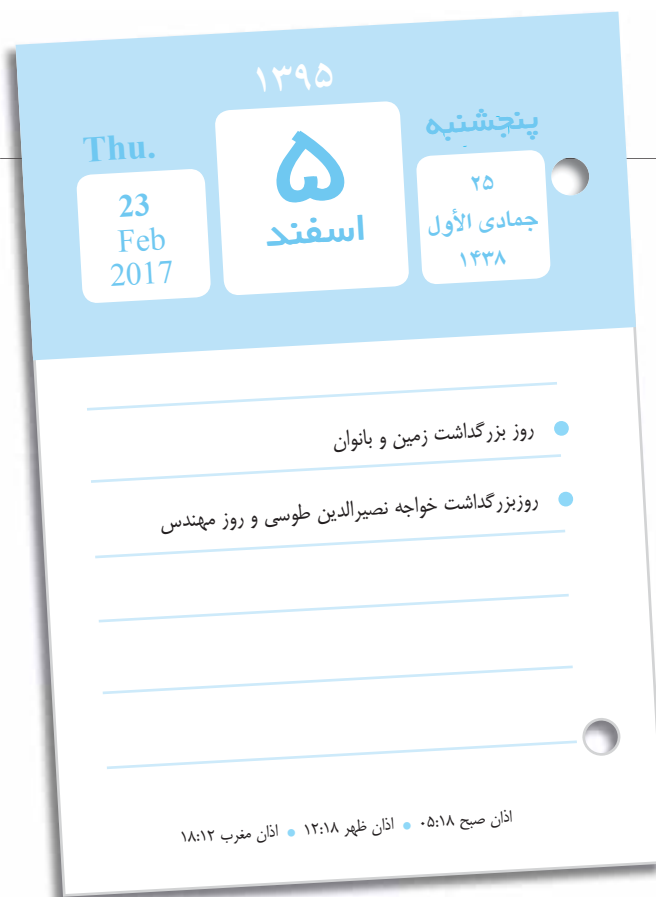 ۱۳۹۵
پنجشنبه
۲۵
جمادی الأول
۱۴۳۸
۵
اسفند
Thu.
23
Feb
2017
روز بزرگداشت زمین و بانوان
روزبزرگداشت خواجه نصیرالدین طوسی و روز مهندس
اذان صبح ۰۵:۱۸ • اذان ظهر ۱۲:۱۸ • اذان مغرب ۱۸:۱۲